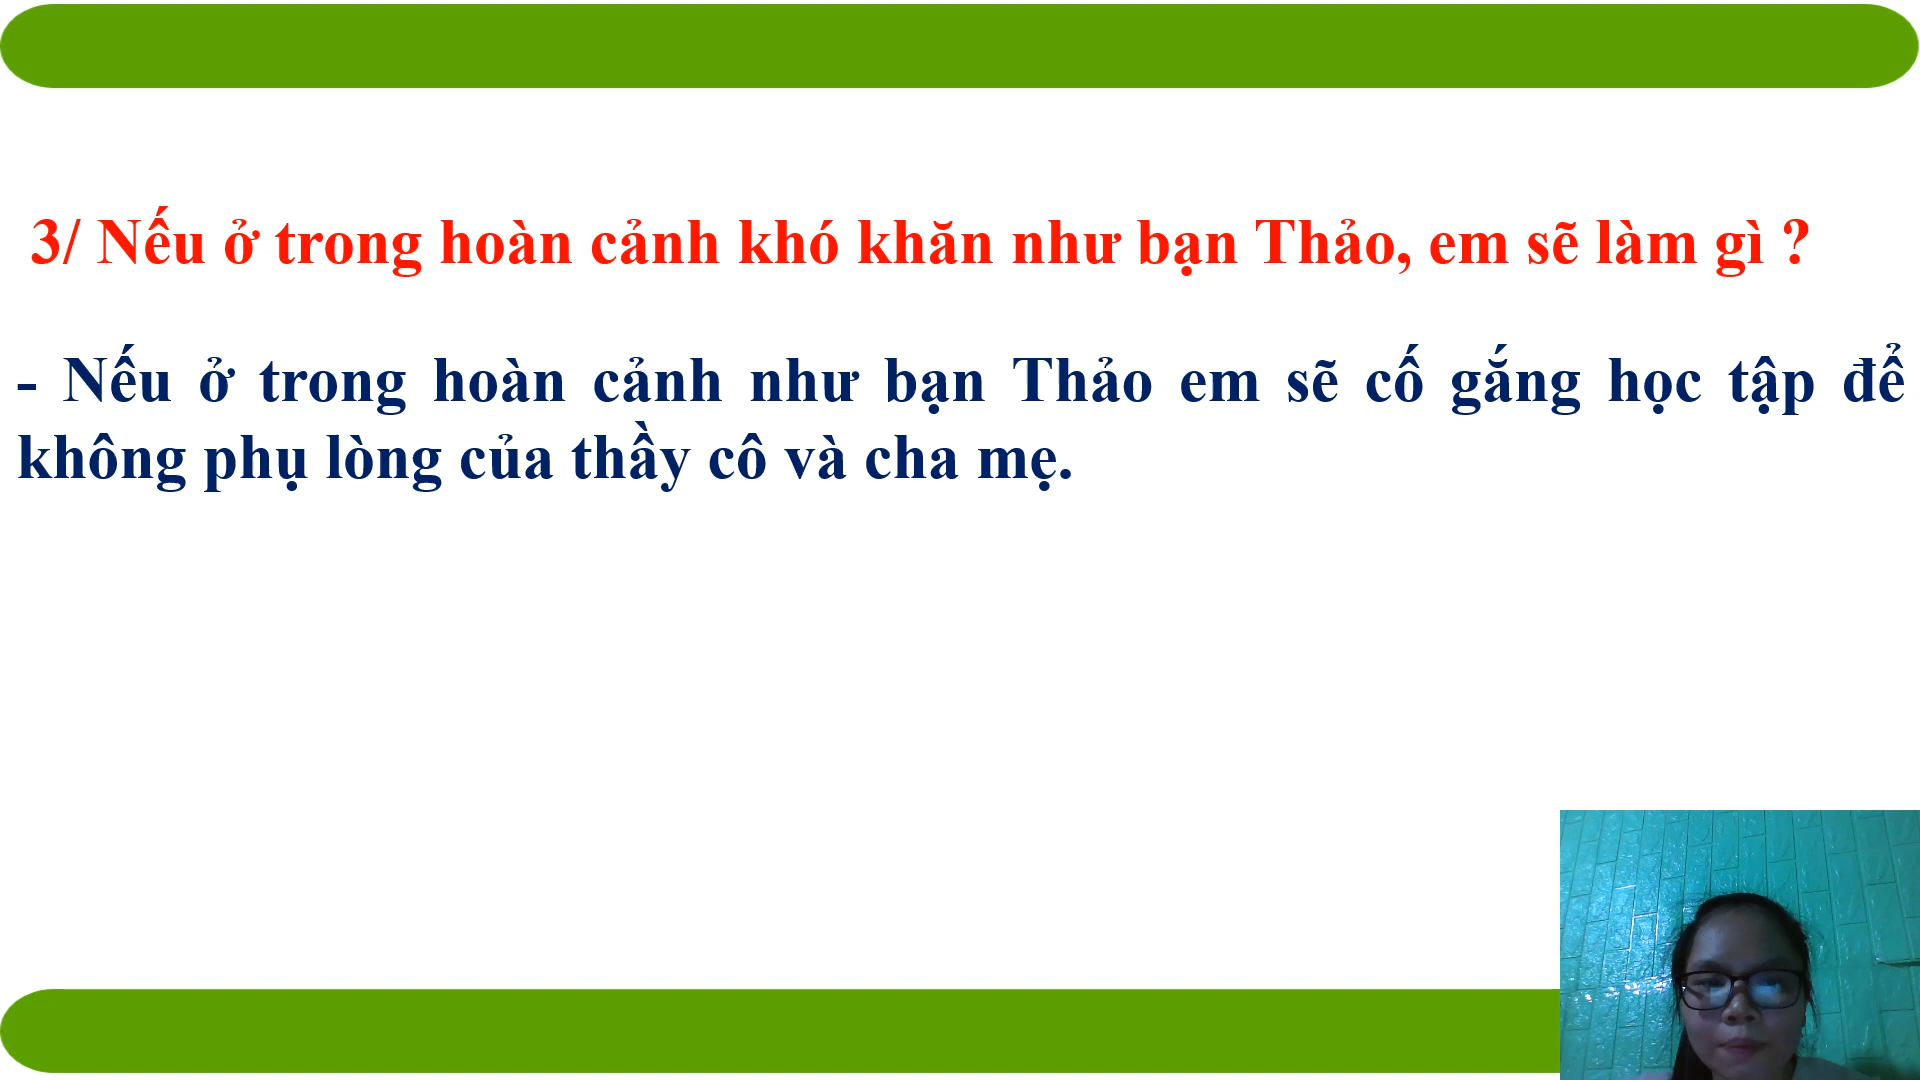 3/ Nếu ở trong hoàn cảnh khó khăn như bạn Thảo, em sẽ làm gì ?
- Nếu ở trong hoàn cảnh như bạn Thảo em sẽ cố gắng học tập để
không phụ lòng của thầy cô và cha mẹ.